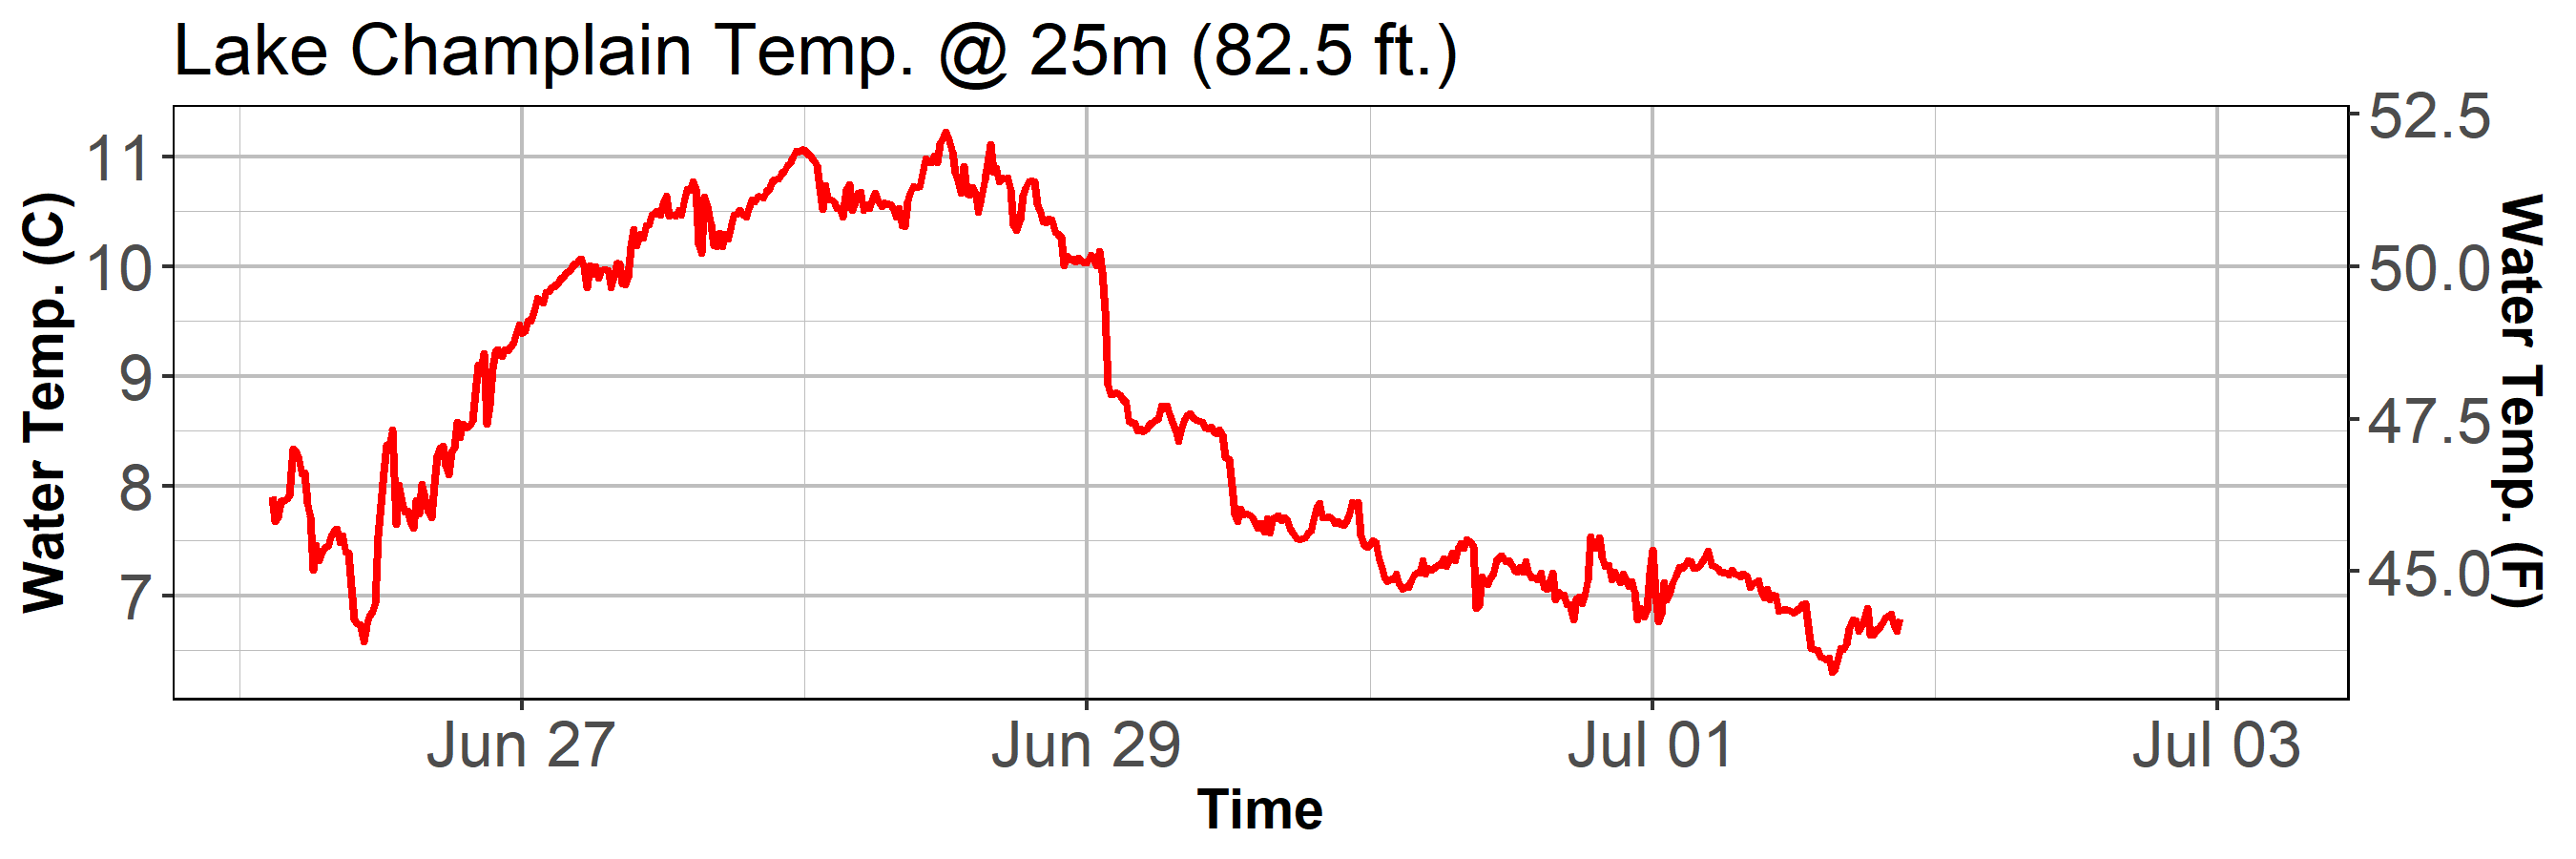 Lake Champlain Temp. @ 25m (82.5 ft.)
Water Temp. (C)
11
10
9
8
7
52.5
50.0
47.5
45.0
Water Temp. (F)
Jun 27
Jun 29
Jul 01
Jul 03
Time